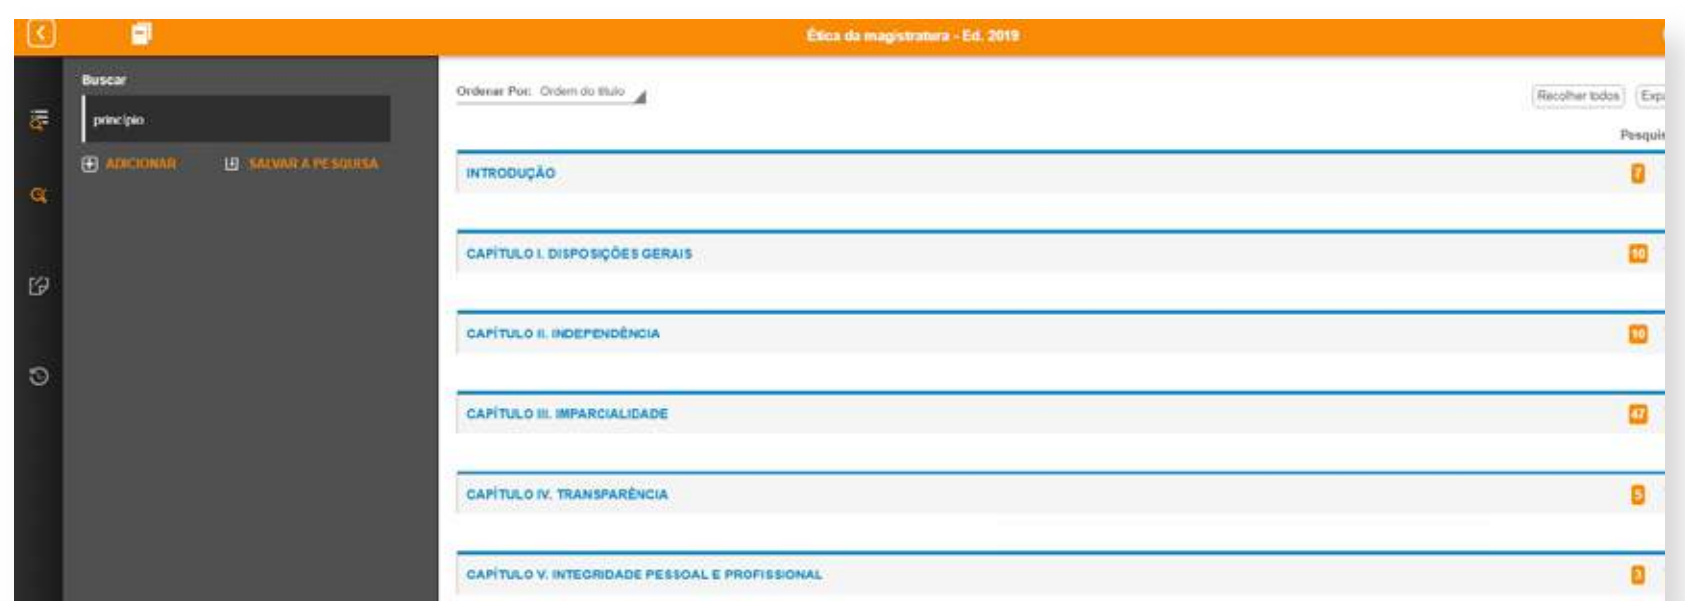 Ética da magistratura - Ed. 2019
Buscar
princípio
ADICIONAR SALVAR A PESQUISA
Ordenar Por: Ordem do título
Recolher todos Expa
Pesquis
INTRODUÇÃO 7
CAPÍTULO I. DISPOSIÇÕES GERAIS 10
CAPÍTULO II. INDEPENDÊNCIA 10
CAPÍTULO III. IMPARCIALIDADE 47
CAPÍTULO IV. TRANSPARÊNCIA 5
CAPÍTULO V. INTEGRIDADE PESSOAL E PROFISSIONAL 3